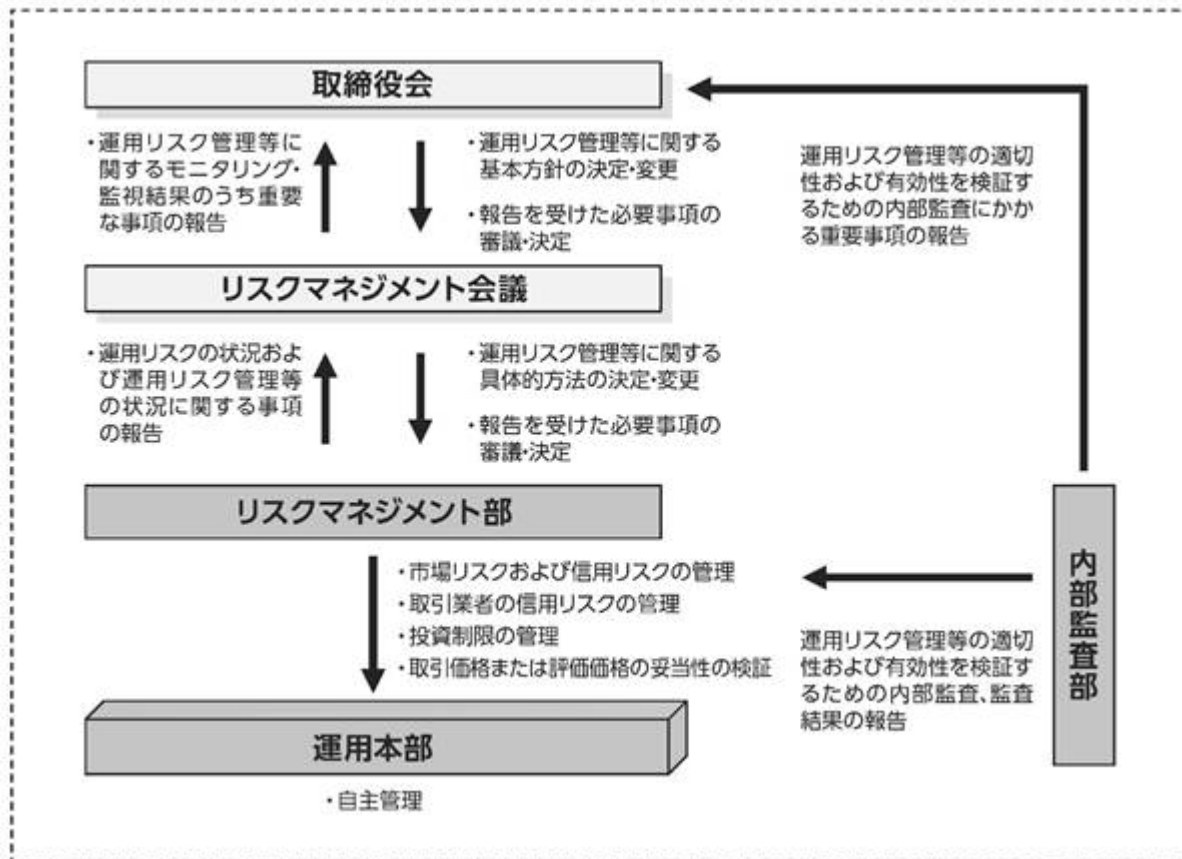 取締役会
・運用リスク管理等に
関するモニタリング・
監視結果のうち重要
な事項の報告
・運用リスク管理等に関する
基本方針の決定・変更
・報告を受けた必要事項の
審議・決定
運用リスク管理等の適切
性および有効性を検証す
るための内部監査にかか
る重要事項の報告
リスクマネジメント会議
・運用リスクの状況およ
び運用リスク管理等
の状況に関する事項
の報告
・運用リスク管理等に関する
具体的方法の決定・変更
・報告を受けた必要事項の
審議・決定
リスクマネジメント部
・市場リスクおよび信用リスクの管理
・取引業者の信用リスクの管理
・投資制限の管理
・取引価格または評価価格の妥当性の検証
内部監査部
運用リスク管理等の適切
性および有効性を検証す
るための内部監査、監査
結果の報告
運用本部
・自主管理